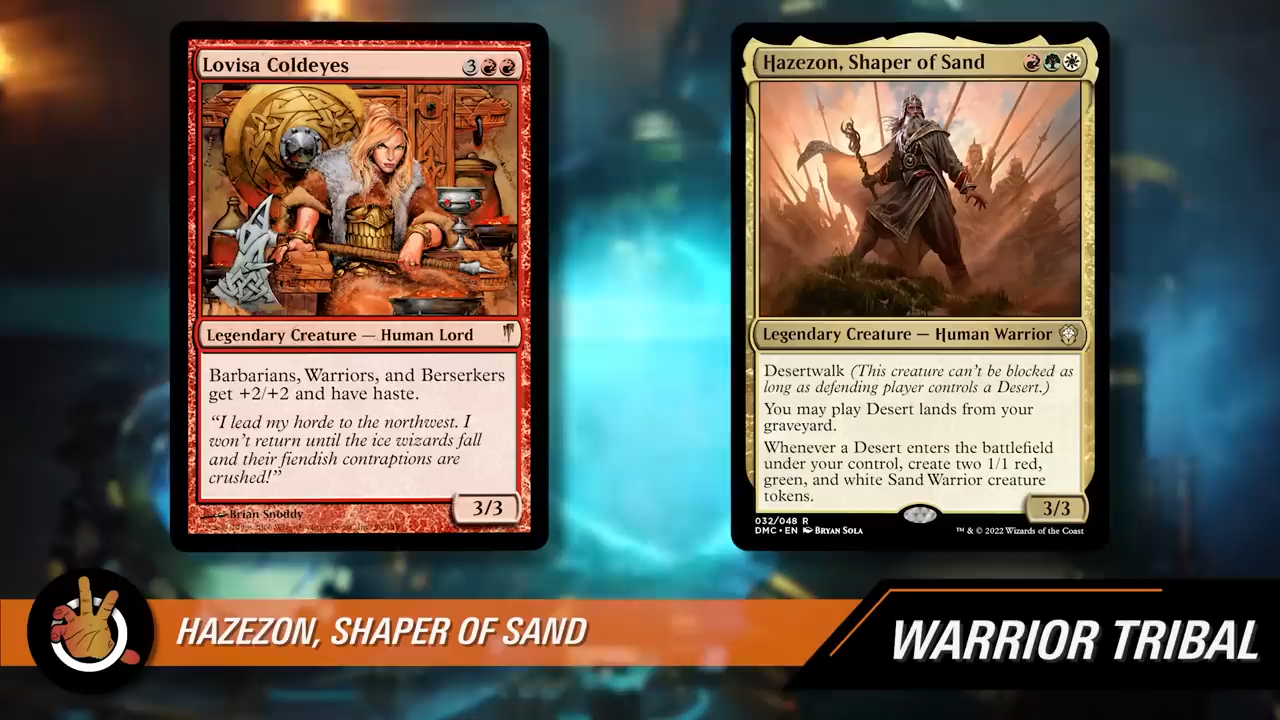 Lovisa Coldeyes
3
Legendary Creature — Human Lord
Barbarians, Warriors, and Berserkers
get +2/+2 and have haste.
“I lead my horde to the northwest. I
won’t return until the ice wizards fall
and their fiendish contraptions are
crushed!”
Brian Snoddy
3/3
Hazezon, Shaper of Sand
Legendary Creature — Human Warrior
Desertwalk (This creature can’t be blocked as
long as defending player controls a Desert.)
You may play Desert lands from your
graveyard.
Whenever a Desert enters the battlefield
under your control, create two 1/1 red,
green, and white Sand Warrior creature
tokens.
3/3
032/048 R
DMC • EN BRYAN SOLA
™ & © 2022 Wizards of the Coast
HAZEZON, SHAPER OF SAND
WARRIOR TRIBAL